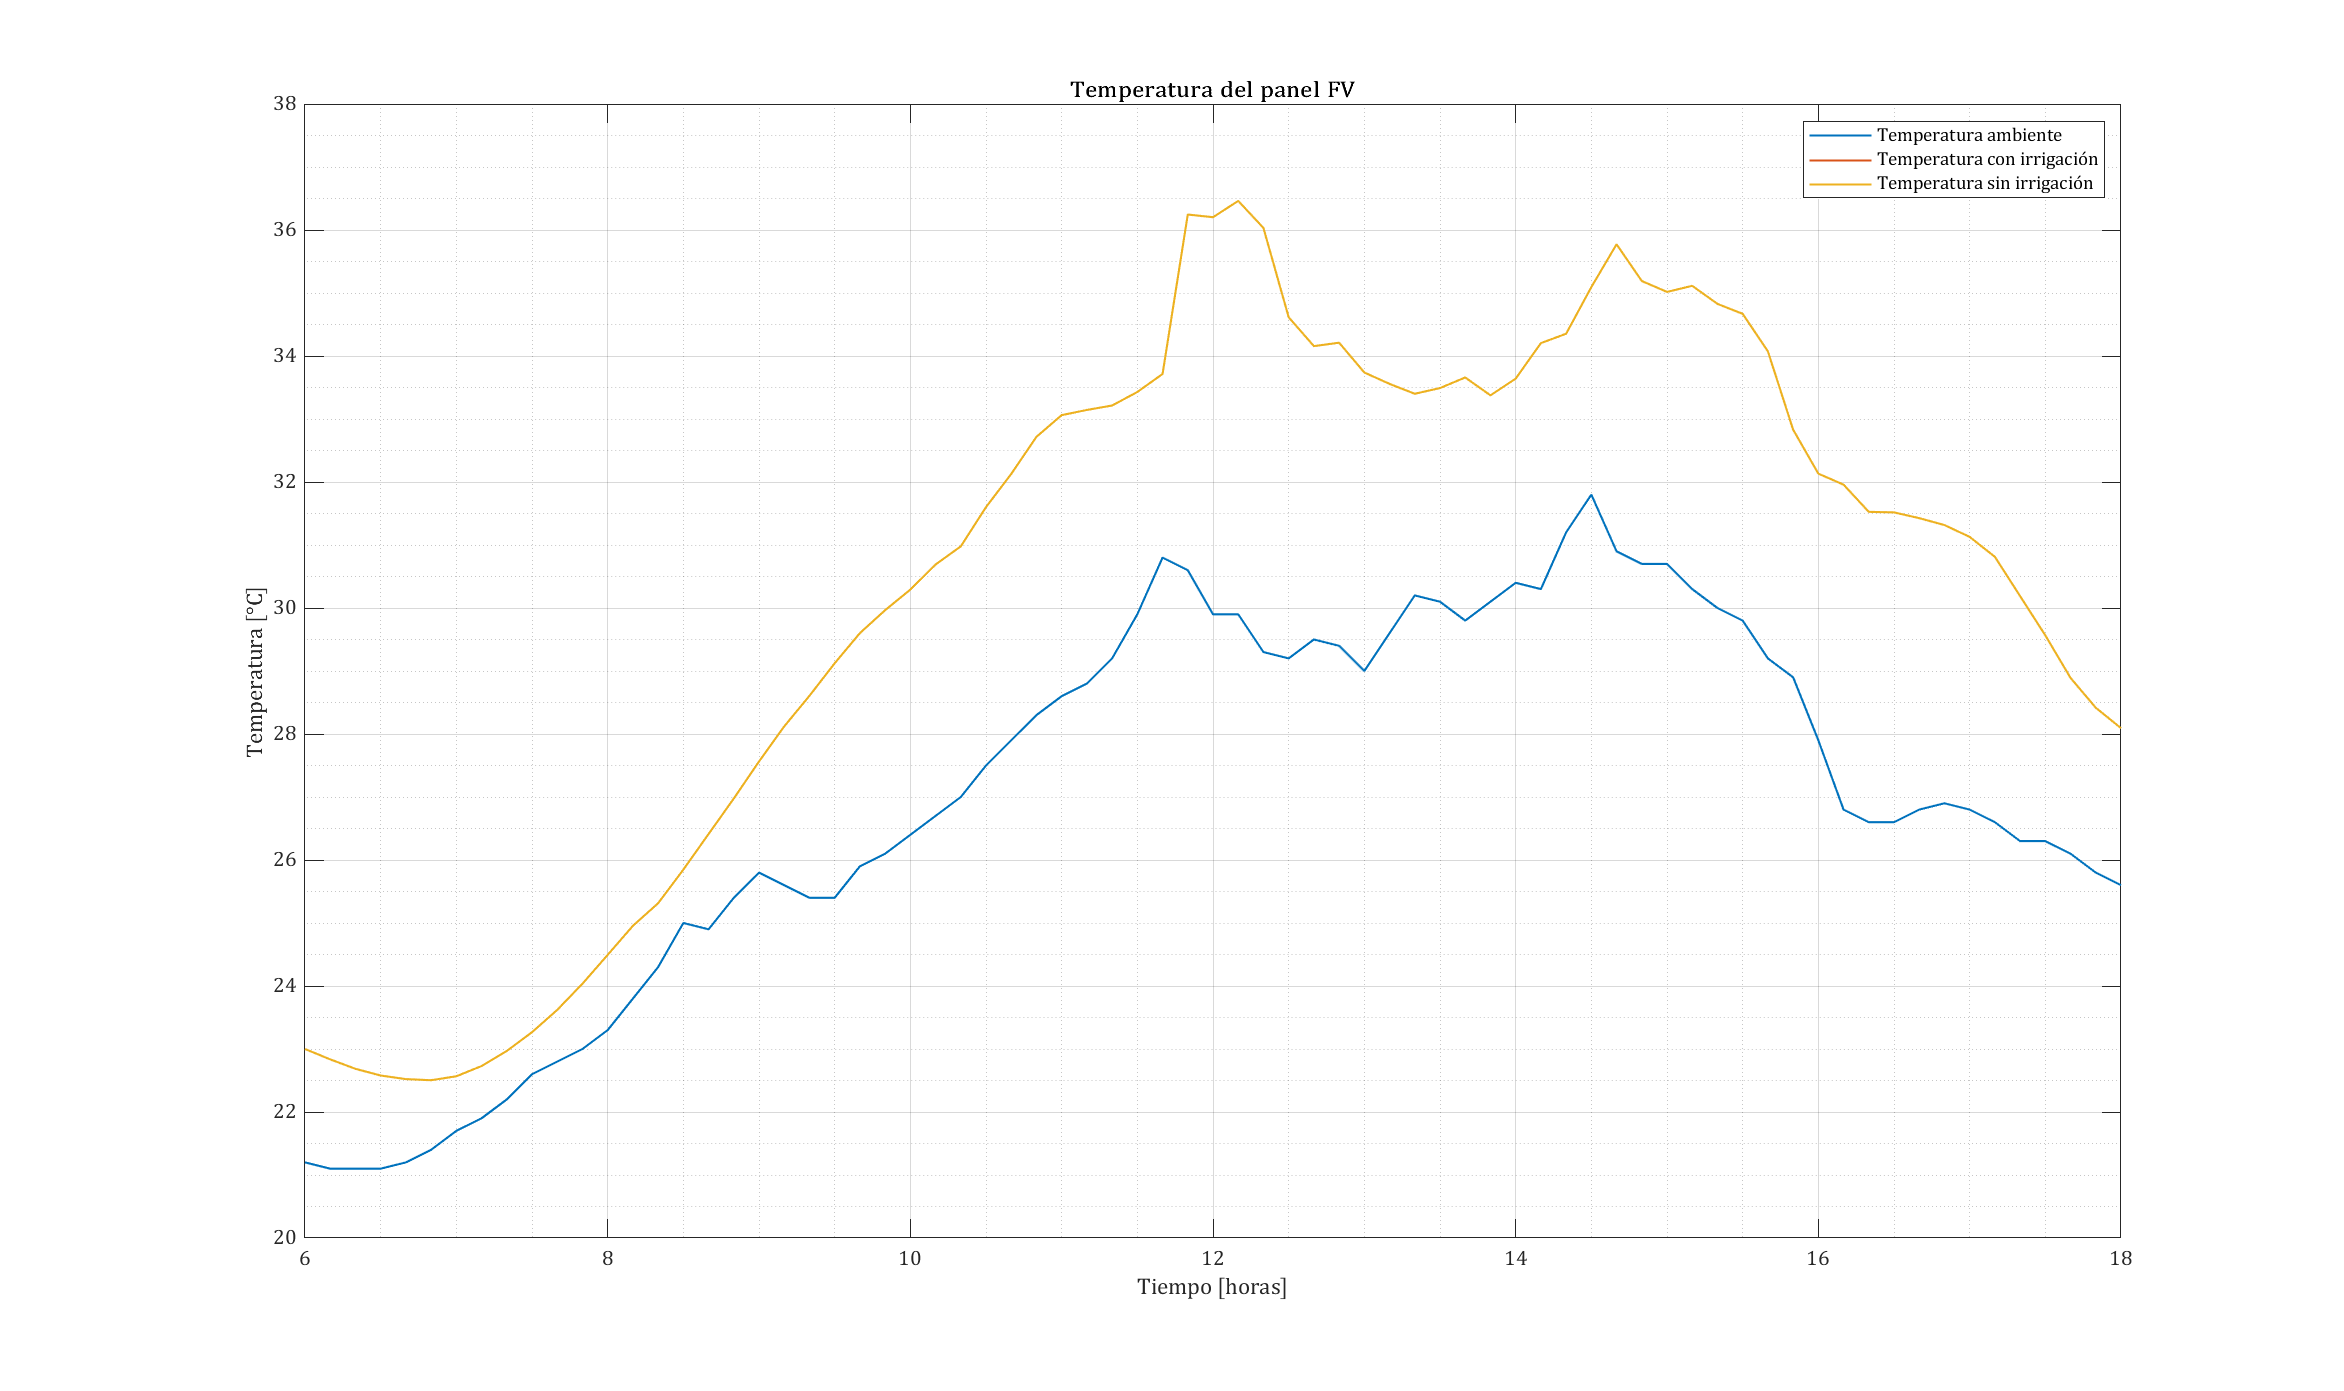 Temperatura del panel FV
38
36
34
32
30
28
26
24
22
20
Temperatura [°C]
Temperatura ambiente
Temperatura con irrigación
Temperatura sin irrigación
6 8 10 12 14 16 18
Tiempo [horas]